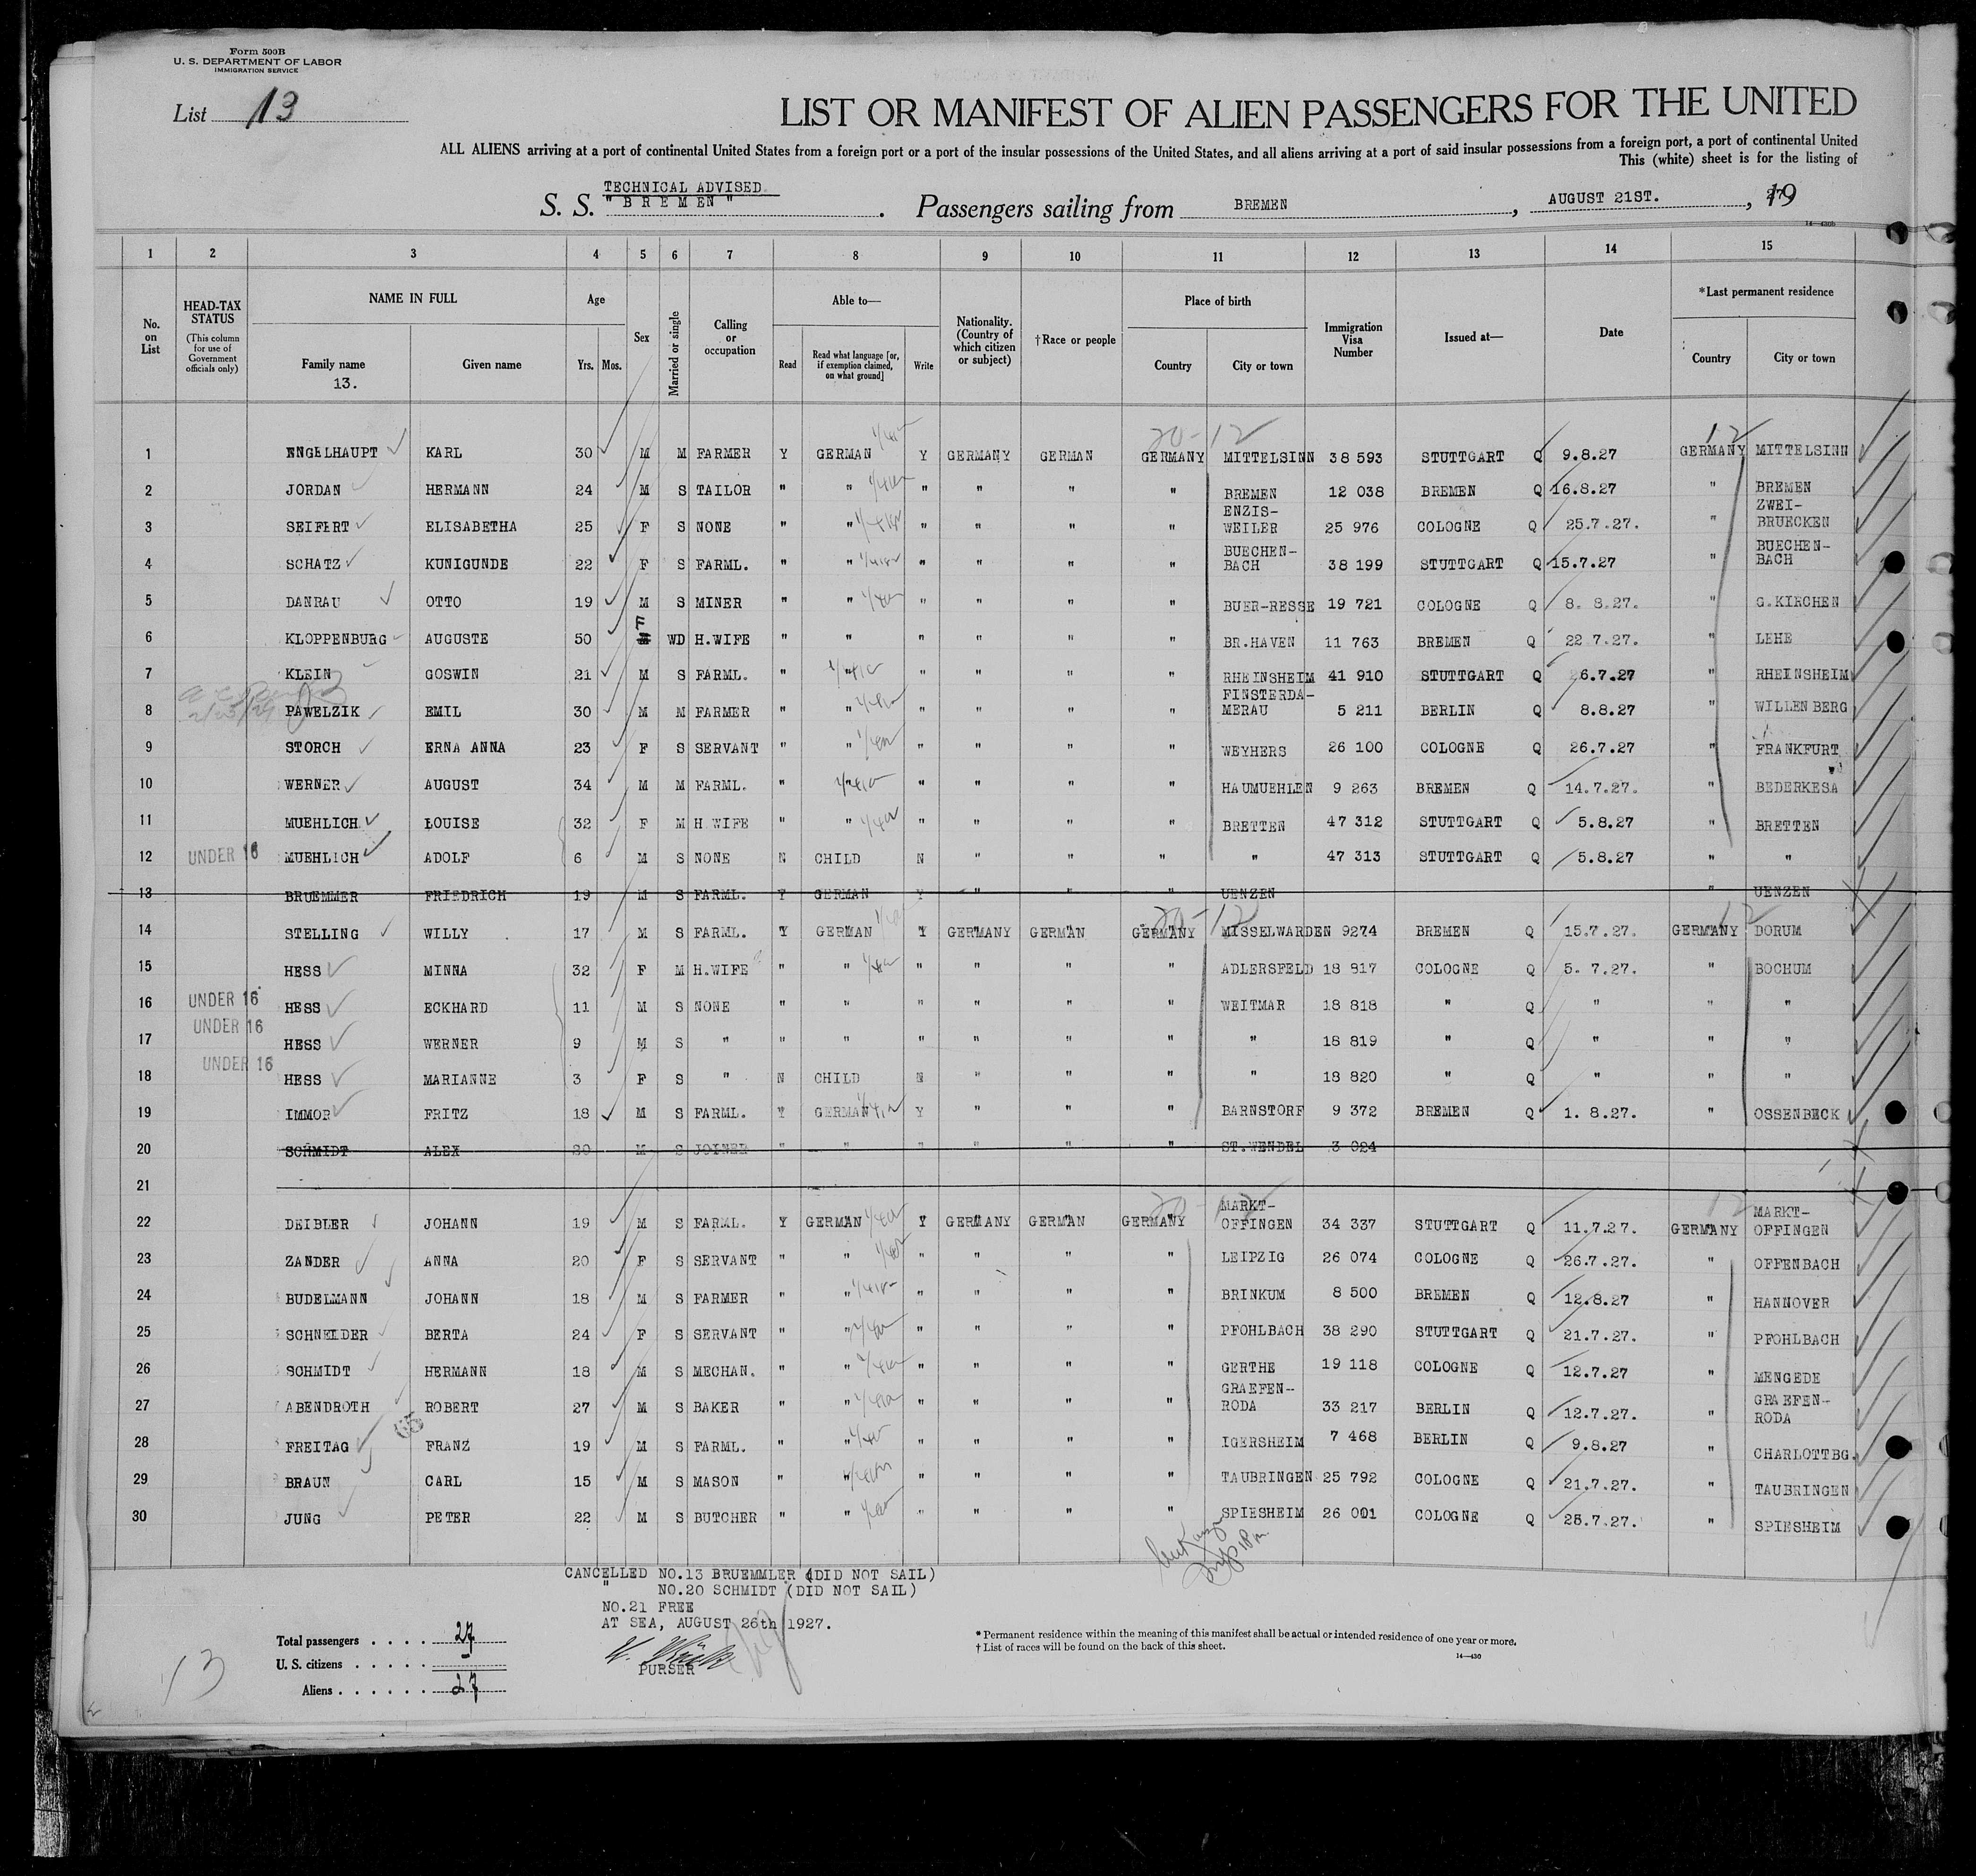 Form 500B
U. S. DEPARTMENT OF LABOR
IMMIGRATION SERVICE
List 13
LIST OR MANIFEST OF ALIEN PASSENGERS FOR THE UNITED
ALL ALIENS arriving at a port of continental United States from a foreign port or a port of the insular possessions of the United States, and all aliens arriving at a port of said insular possessions from a foreign port, a port of continental United
This (white) sheet is for the listing of
TECHNICAL ADVISED.
S. S. "BREMEN". Passengers sailing from BREMEN, AUGUST 21ST., 1927
14—430b
1 2 3 4 5 6 7 8 9 10 11 12 13 14 15
No. on List
HEAD-TAX STATUS (This column for use of Government officials only)
NAME IN FULL Family name 13. Given name
Age Yrs. Mos.
Sex
Married or single
Calling or occupation
Able to— Read Read what language [or, if exemption claimed, on what ground] Write
Nationality. (Country of which citizen or subject)
†Race or people
Place of birth Country City or town
Immigration Visa Number
Issued at—
Date
*Last permanent residence Country City or town
20-12 12
1 ENGELHAUPT KARL 30 M M FARMER Y GERMAN Y GERMANY GERMAN GERMANY MITTELSINN 38 593 STUTTGART Q 9.8.27 GERMANY MITTELSINN
2 JORDAN HERMANN 24 M S TAILOR " " " " " " BREMEN 12 038 BREMEN Q 16.8.27 " BREMEN
3 SEIFERT ELISABETHA 25 F S NONE " " " " " " ENZIS-WEILER 25 976 COLOGNE Q 25.7.27. " ZWEI-BRUECKEN
4 SCHATZ KUNIGUNDE 22 F S FARML. " " " " " " BUECHEN-BACH 38 199 STUTTGART Q 15.7.27 " BUECHEN-BACH
5 DANRAU OTTO 19 M S MINER " " " " " " BUER-RESSE 19 721 COLOGNE Q 8. 8.27. " G.KIRCHEN
6 KLOPPENBURG AUGUSTE 50 F WD H.WIFE " " " " " " BR.HAVEN 11 763 BREMEN Q 22.7.27. " LEHE
7 KLEIN GOSWIN 21 M S FARML. " " " " " " RHEINSHEIM 41 910 STUTTGART Q 26.7.27 " RHEINSHEIM
8 PAWELZIK EMIL 30 M M FARMER " " " " " " FINSTERDA-MERAU 5 211 BERLIN Q 8.8.27 " WILLENBERG
9 STORCH ERNA ANNA 23 F S SERVANT " " " " " " WEYHERS 26 100 COLOGNE Q 26.7.27 " FRANKFURT
10 WERNER AUGUST 34 M M FARML. " " " " " HAUMUEHLEN 9 263 BREMEN Q 14.7.27. " BEDERKESA
11 MUEHLICH LOUISE 32 F M H.WIFE " " " " " " BRETTEN 47 312 STUTTGART Q 5.8.27 " BRETTEN
UNDER 16
12 MUEHLICH ADOLF 6 M S NONE N CHILD N " " " " 47 313 STUTTGART Q 5.8.27 " "
13 BRUEMMER FRIEDRICH 19 M S FARML. Y GERMAN Y " " " UENZEN " UENZEN
20-12 12
14 STELLING WILLY 17 M S FARML. Y GERMAN Y GERMANY GERMAN GERMANY MISSELWARDEN 9274 BREMEN Q 15.7.27. GERMANY DORUM
15 HESS MINNA 32 F M H.WIFE " " " " " " ADLERSFELD 18 817 COLOGNE Q 5. 7.27. " BOCHUM
UNDER 16
16 HESS ECKHARD 11 M S NONE " " " " " " WEITMAR 18 818 " Q " " "
UNDER 16
17 HESS WERNER 9 M S " " " " " " " " 18 819 " Q " " "
UNDER 16
18 HESS MARIANNE 3 F S " N CHILD N " " " " 18 820 " Q " " "
19 IMMOR FRITZ 18 M S FARML. Y GERMAN Y " " " BARNSTORF 9 372 BREMEN Q 1. 8.27. " OSSENBECK
20 SCHMIDT ALEX 20 M S JOINER " " " " " " ST.WENDEL 3 024
21
20-12 12
22 DEIBLER JOHANN 19 M S FARML. Y GERMAN Y GERMANY GERMAN GERMANY MARKT-OFFINGEN 34 337 STUTTGART Q 11.7.27. GERMANY MARKT-OFFINGEN
23 ZANDER ANNA 20 F S SERVANT " " " " " " LEIPZIG 26 074 COLOGNE Q 26.7.27. " OFFENBACH
24 BUDELMANN JOHANN 18 M S FARMER " " " " " " BRINKUM 8 500 BREMEN Q 12.8.27 " HANNOVER
25 SCHNEIDER BERTA 24 F S SERVANT " " " " " " PFOHLBACH 38 290 STUTTGART Q 21.7.27. " PFOHLBACH
26 SCHMIDT HERMANN 18 M S MECHAN. " " " " " " GERTHE 19 118 COLOGNE Q 12.7.27 " MENGEDE
27 ABENDROTH ROBERT 27 M S BAKER " " " " " " GRAEFEN-RODA 33 217 BERLIN Q 12.7.27. " GRAEFEN-RODA
28 FREITAG FRANZ 19 M S FARML. " " " " " " IGERSHEIM 7 468 BERLIN Q 9.8.27 " CHARLOTTBG.
29 BRAUN CARL 15 M S MASON " " " " " " TAUBRINGEN 25 792 COLOGNE Q 21.7.27. " TAUBRINGEN
30 JUNG PETER 22 M S BUTCHER " " " " " " SPIESHEIM 26 001 COLOGNE Q 28.7.27. " SPIESHEIM
CANCELLED NO.13 BRUEMMLER (DID NOT SAIL)
" NO.20 SCHMIDT (DID NOT SAIL)
NO.21 FREE
AT SEA, AUGUST 26th 1927.
PURSER
Total passengers . . . . 27
U. S. citizens . . . . .
Aliens . . . . . . 27
13
* Permanent residence within the meaning of this manifest shall be actual or intended residence of one year or more.
† List of races will be found on the back of this sheet.
14—430